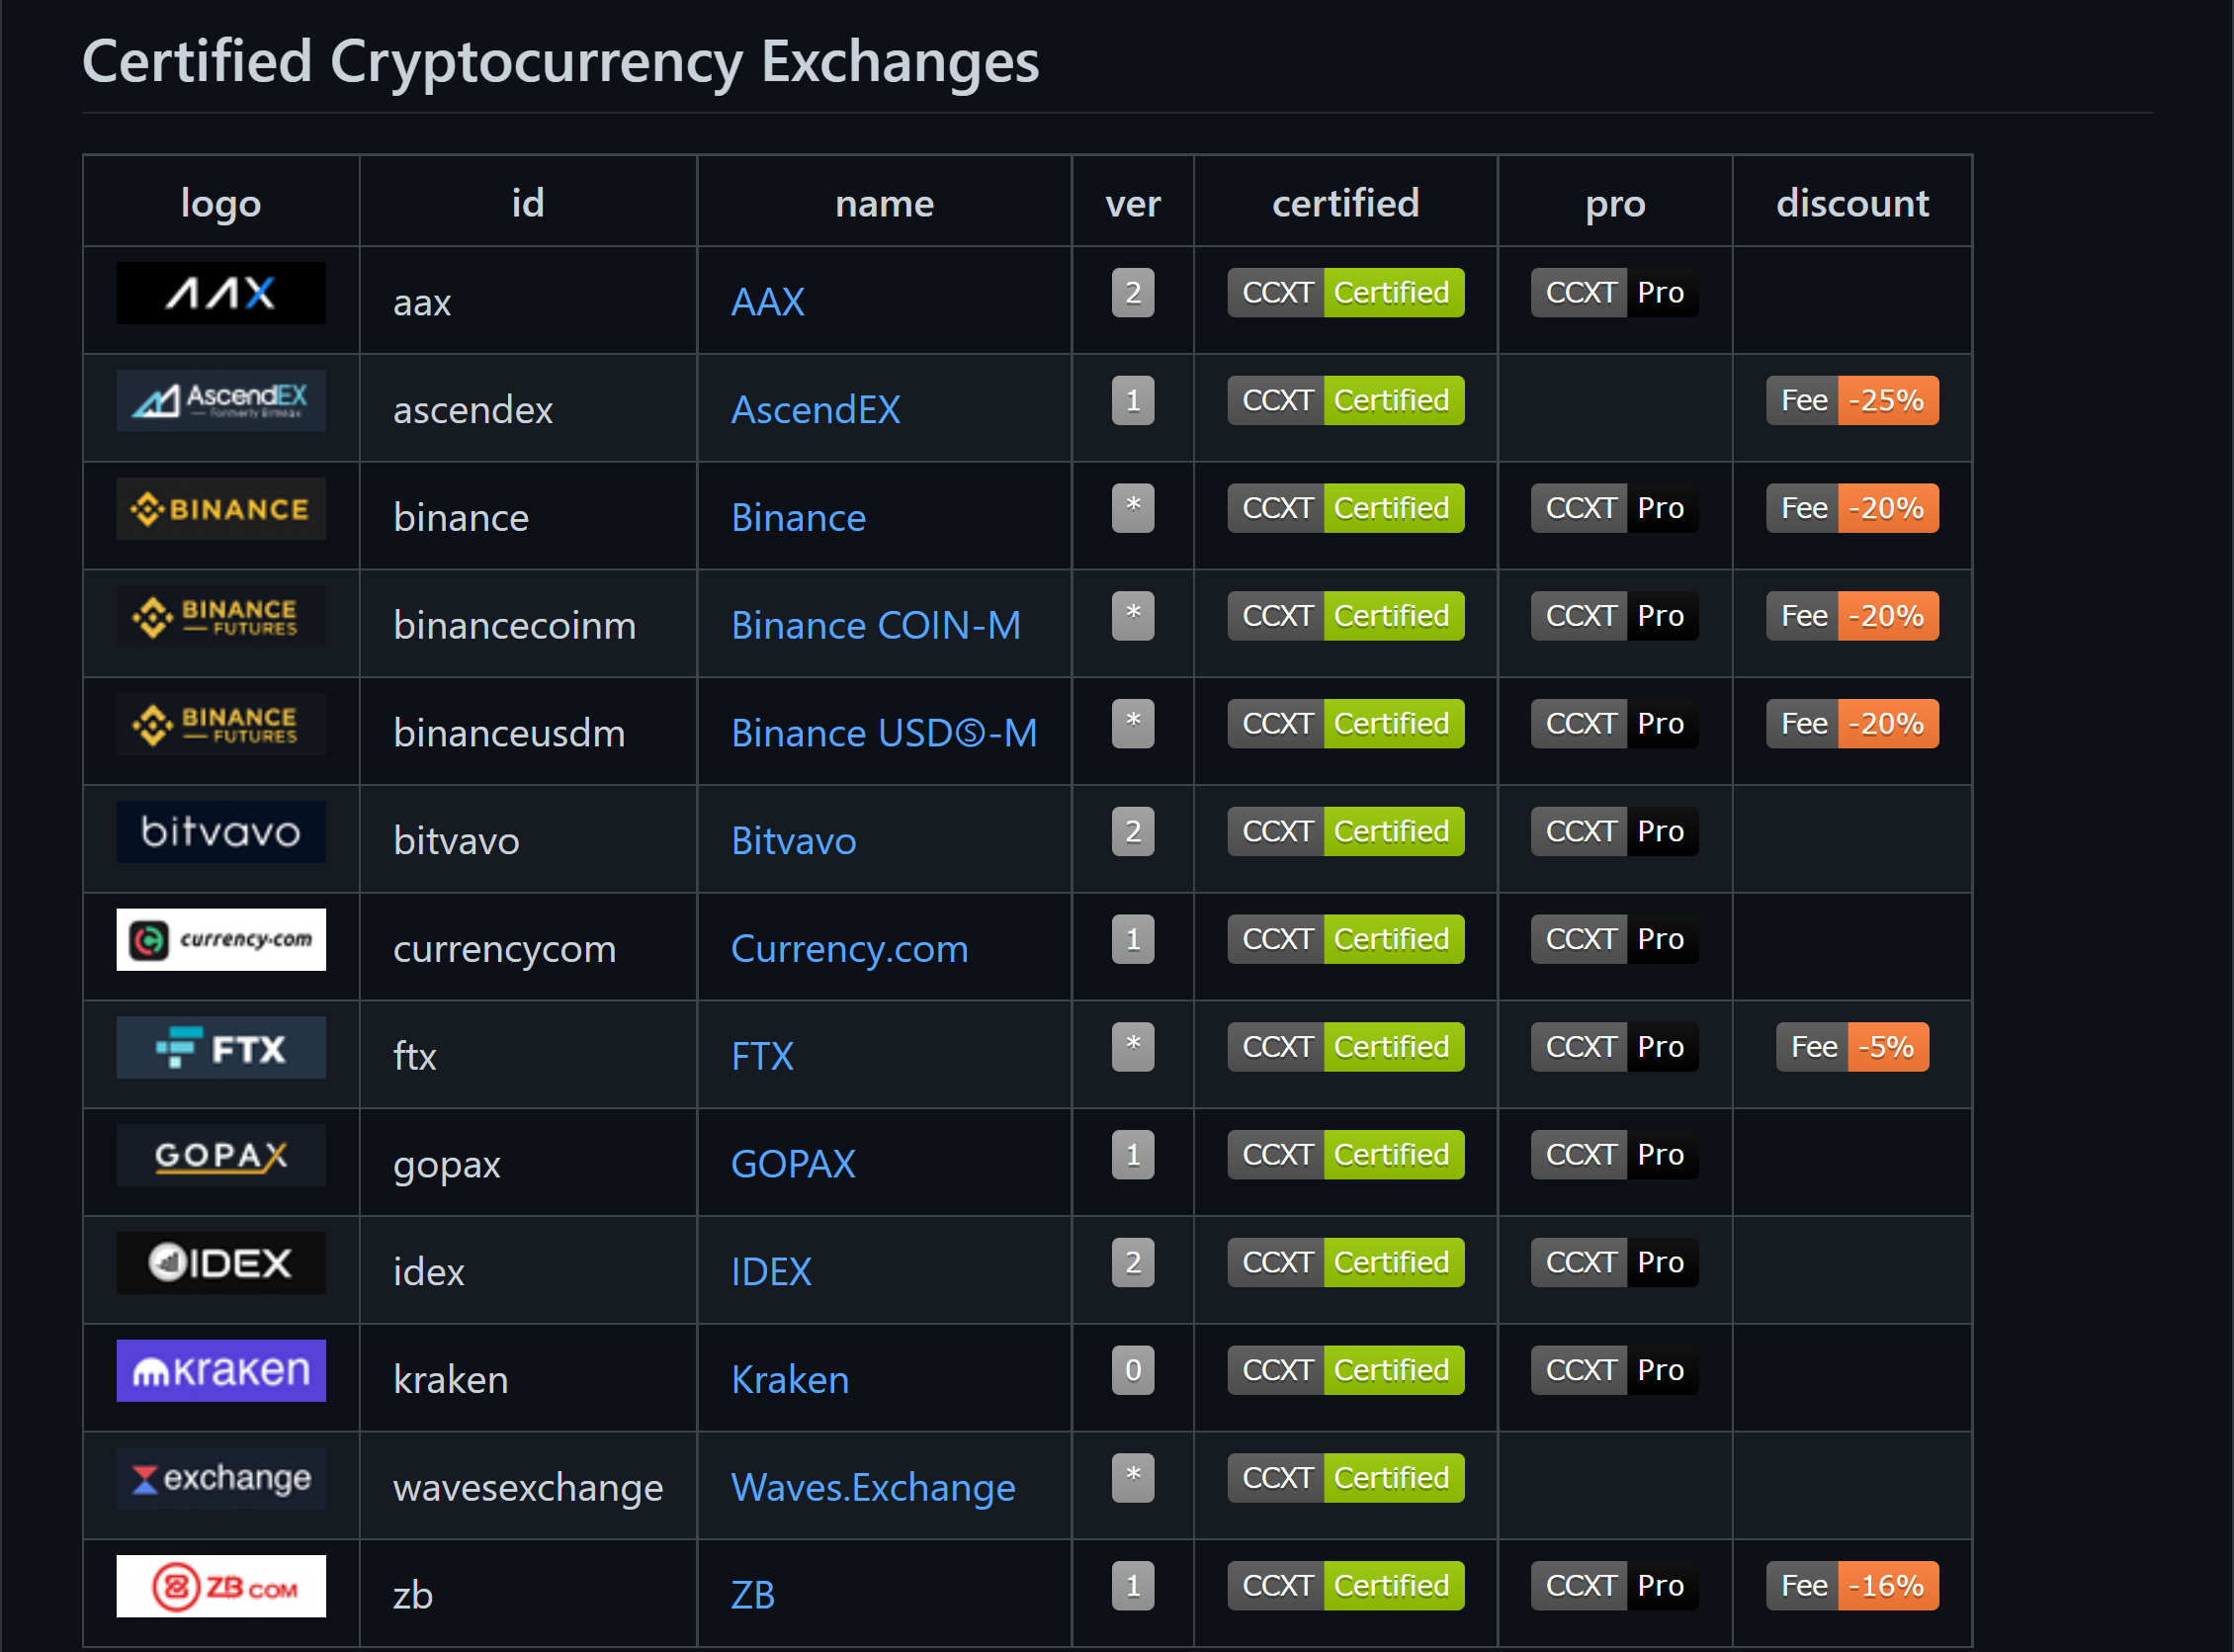 Certified Cryptocurrency Exchanges
logo id name ver certified pro discount
AAX aax AAX 2 CCXT Certified CCXT Pro
AscendEX Formerly Bitmax ascendex AscendEX 1 CCXT Certified Fee -25%
BINANCE binance Binance * CCXT Certified CCXT Pro Fee -20%
BINANCE FUTURES binancecoinm Binance COIN-M * CCXT Certified CCXT Pro Fee -20%
BINANCE FUTURES binanceusdm Binance USDⓈ-M * CCXT Certified CCXT Pro Fee -20%
bitvavo bitvavo Bitvavo 2 CCXT Certified CCXT Pro
currency.com currencycom Currency.com 1 CCXT Certified CCXT Pro
FTX ftx FTX * CCXT Certified CCXT Pro Fee -5%
GOPAX gopax GOPAX 1 CCXT Certified CCXT Pro
IDEX idex IDEX 2 CCXT Certified CCXT Pro
kraken kraken Kraken 0 CCXT Certified CCXT Pro
exchange wavesexchange Waves.Exchange * CCXT Certified
ZB.COM zb ZB 1 CCXT Certified CCXT Pro Fee -16%